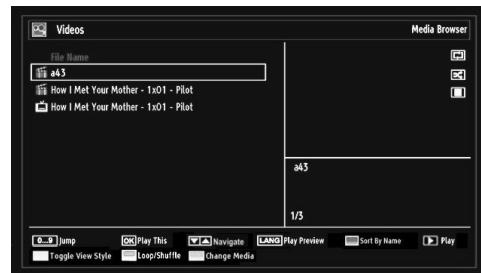 Videos Media Browser
File Name
a43
How I Met Your Mother - 1x01 - Pilot
How I Met Your Mother - 1x01 - Pilot
a43
1/3
0...9 Jump OK Play This Navigate LANG Play Preview Sort By Name Play
Toggle View Style Loop/Shuffle Change Media